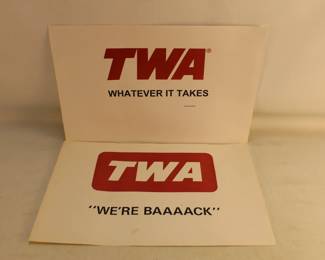 TWA®
WHATEVER IT TAKES
TWA
"WE'RE BAAAACK"